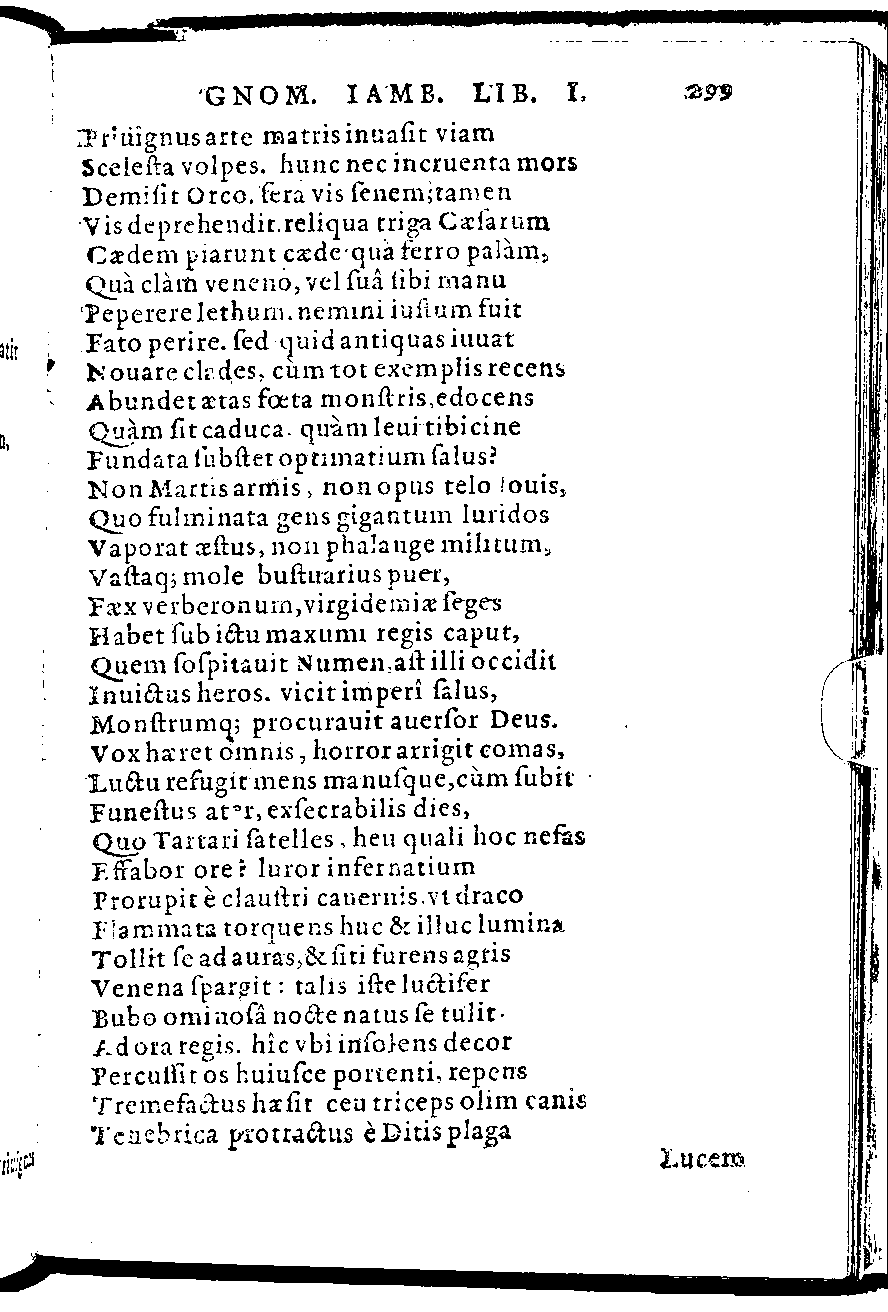 GNOM. IAMB. LIB. I. 299
Priuignus arte matris inuaſit viam
Sceleſta volpes. hunc nec incruenta mors
Demiſit Orco. ſera vis ſenem; tamen
Vis deprehendit. reliqua triga Cæſarum
Cædem piarunt cæde quà ferro palàm,
Quà clàm veneno, vel ſuâ ſibi manu
Peperere lethum. nemini iuſtum fuit
Fato perire. ſed quid antiquas iuuat
Nouare clades, cùm tot exemplis recens
Abundet ætas fœta monſtris, edocens
Quàm ſit caduca. quàm leui tibicine
Fundata ſubſtet optimatium ſalus?
Non Martis armis, non opus telo Iouis,
Quo fulminata gens gigantum luridos
Vaporat æſtus, non phalange militum,
Vaſtaq; mole buſtuarius puer,
Fæx verberonum, virgidemiæ ſeges
Habet ſub ictu maxumi regis caput,
Quem ſoſpitauit Numen, aſt illi occidit
Inuictus heros. vicit imperî ſalus,
Monſtrumq; procurauit auerſor Deus.
Vox hæret omnis, horror arrigit comas,
Luctu refugit mens manuſque, cùm ſubit
Funeſtus ater, exſecrabilis dies,
Quo Tartari ſatelles, heu quali hoc nefas
Effabor ore? luror infernatium
Prorupit è clauſtri cauernis. vt draco
Flammata torquens huc & illuc lumina
Tollit ſe ad auras, & ſiti furens agris
Venena ſpargit: talis iſte luctifer
Bubo ominoſâ nocte natus ſe tulit.
Ad ora regis. hîc vbi inſolens decor
Perculſit os huiuſce portenti, repens
Tremefactus hæſit ceu triceps olim canis
Tenebrica protractus è Ditis plaga
Lucem